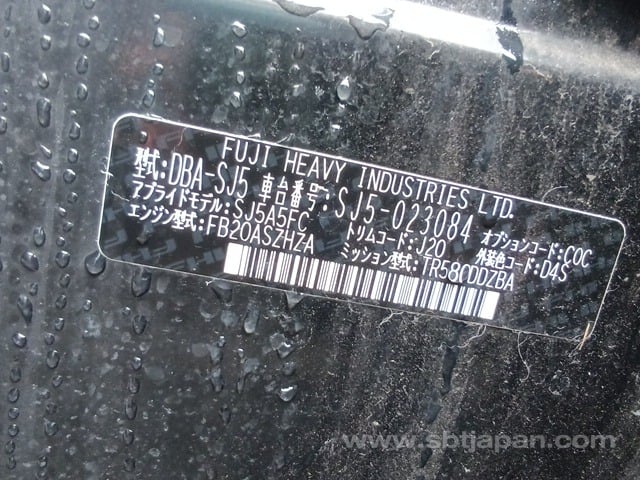 FUJI HEAVY INDUSTRIES LTD.
型式:DBA-SJ5 車台番号:SJ5-023084
アプライドモデル:SJ5A5FC トリムコード:J20 オプションコード:C0C
エンジン型式:FB20ASZHZA ミッション型式:TR58CDDZBA 外装色コード:D4S
www.sbtjapan.com